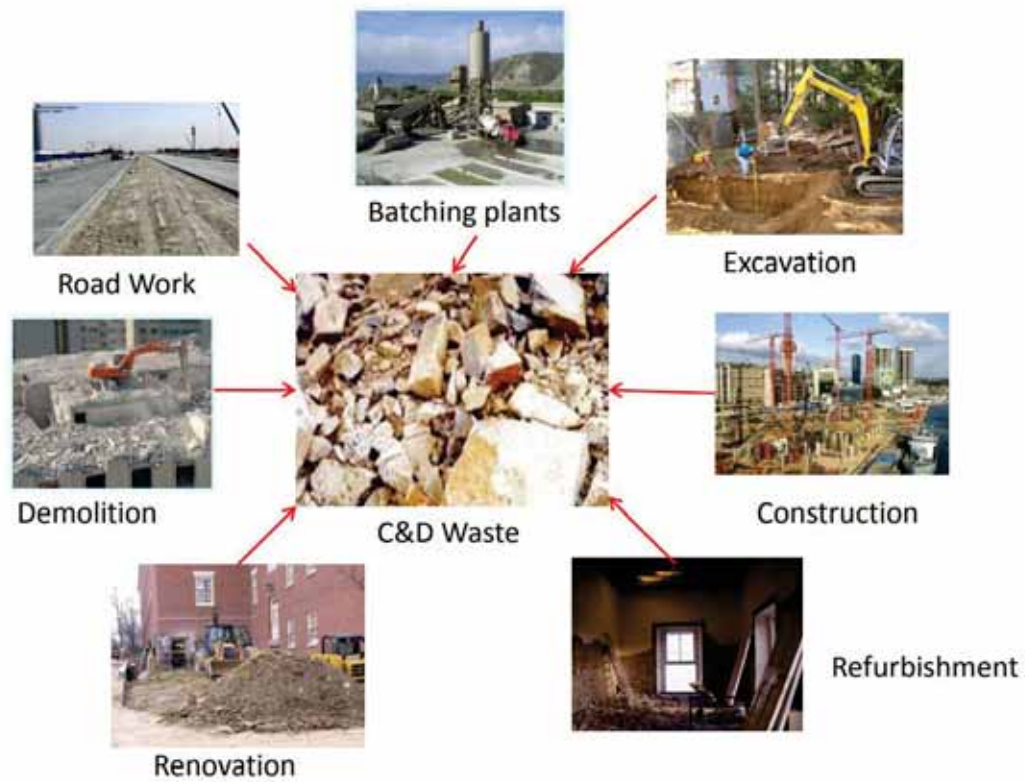 Batching plants
Road Work
Excavation
Demolition
C&D Waste
Construction
Renovation
Refurbishment